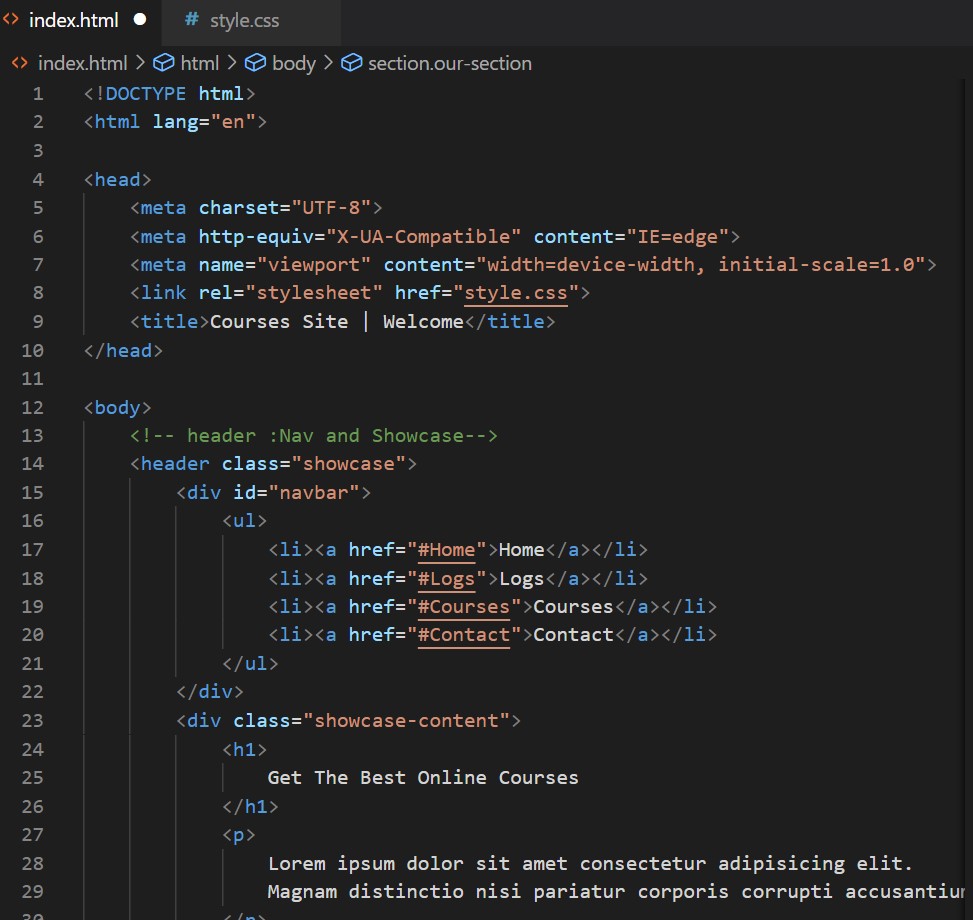 index.html style.css
index.html > html > body > section.our-section
1 <!DOCTYPE html>
2 <html lang="en">
3
4 <head>
5 <meta charset="UTF-8">
6 <meta http-equiv="X-UA-Compatible" content="IE=edge">
7 <meta name="viewport" content="width=device-width, initial-scale=1.0">
8 <link rel="stylesheet" href="style.css">
9 <title>Courses Site | Welcome</title>
10 </head>
11
12 <body>
13 <!-- header :Nav and Showcase-->
14 <header class="showcase">
15 <div id="navbar">
16 <ul>
17 <li><a href="#Home">Home</a></li>
18 <li><a href="#Logs">Logs</a></li>
19 <li><a href="#Courses">Courses</a></li>
20 <li><a href="#Contact">Contact</a></li>
21 </ul>
22 </div>
23 <div class="showcase-content">
24 <h1>
25 Get The Best Online Courses
26 </h1>
27 <p>
28 Lorem ipsum dolor sit amet consectetur adipisicing elit.
29 Magnam distinctio nisi pariatur corporis corrupti
30 </p>